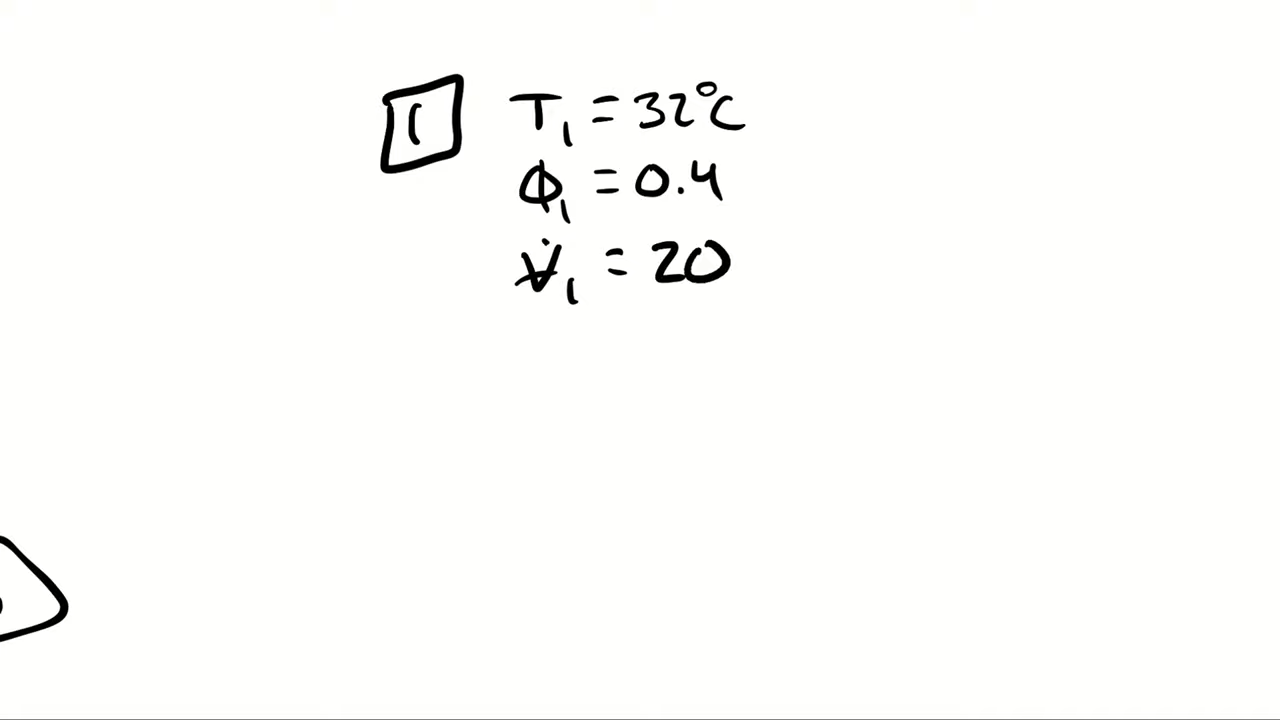 1
T₁ = 32°C
ϕ₁ = 0.4
V̇₁ = 20